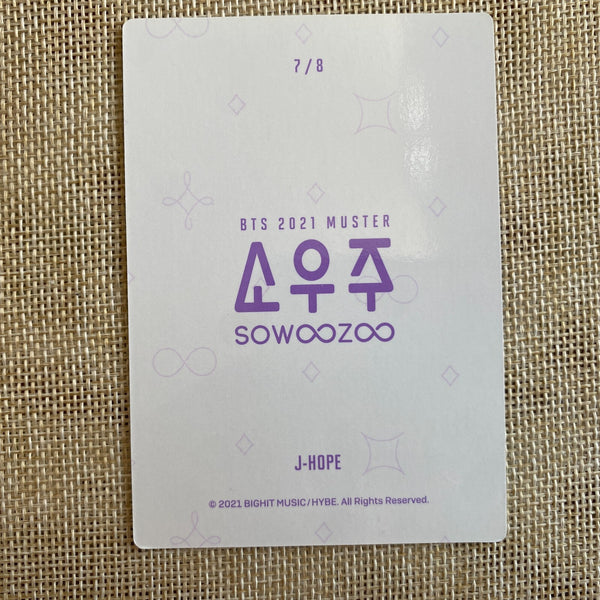 7/8
BTS 2021 MUSTER
소우주
SOWOOZOO
J-HOPE
© 2021 BIGHIT MUSIC/HYBE. All Rights Reserved.